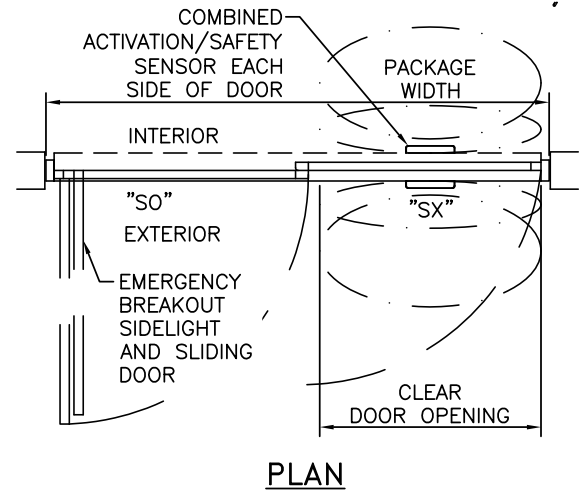 COMBINED
ACTIVATION/SAFETY
SENSOR EACH
SIDE OF DOOR
PACKAGE
WIDTH
INTERIOR
"SO"
"SX"
EXTERIOR
EMERGENCY
BREAKOUT
SIDELIGHT
AND SLIDING
DOOR
CLEAR
DOOR OPENING
PLAN